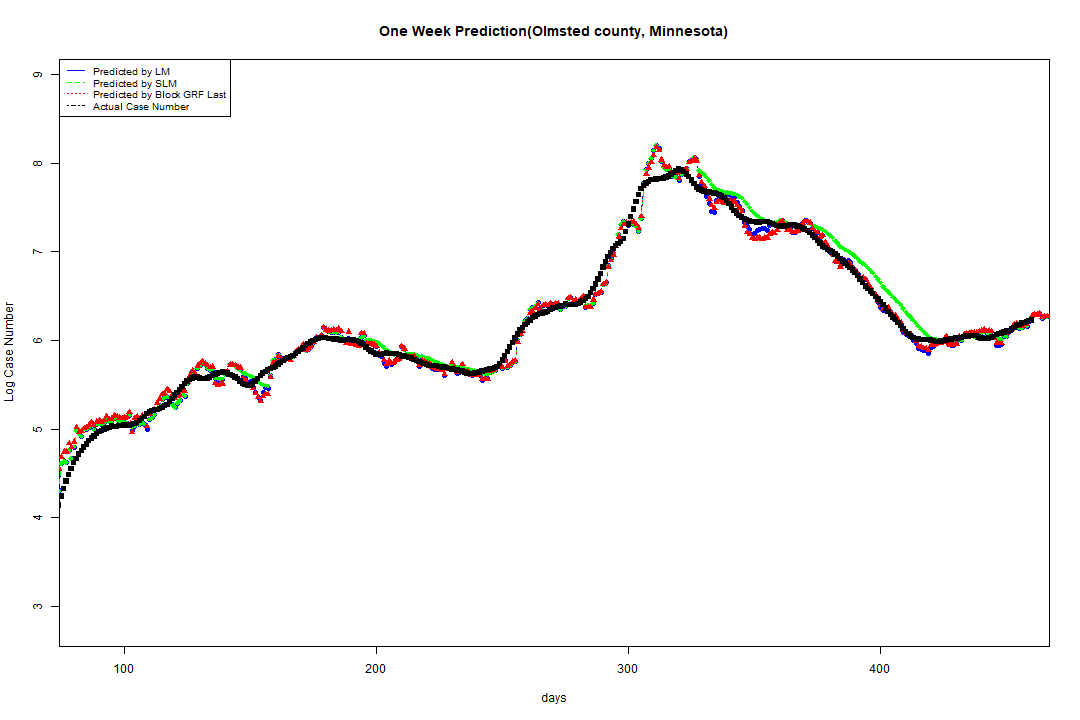 One Week Prediction(Olmsted county, Minnesota)
Predicted by LM
Predicted by SLM
Predicted by Block GRF Last
Actual Case Number
9
8
7
6
5
4
3
Log Case Number
100 200 300 400
days